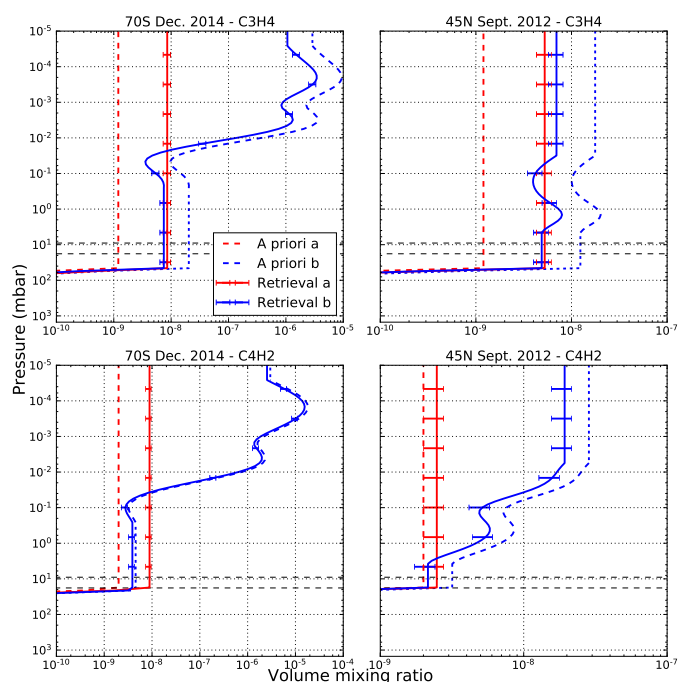 70S Dec. 2014 - C3H4
45N Sept. 2012 - C3H4
10^-5
10^-4
10^-3
10^-2
10^-1
10^0
10^1
10^2
10^3
A priori a
A priori b
Retrieval a
Retrieval b
10^-10 10^-9 10^-8 10^-7 10^-6 10^-5
10^-10 10^-9 10^-8 10^-7
Pressure (mbar)
70S Dec. 2014 - C4H2
45N Sept. 2012 - C4H2
10^-5
10^-4
10^-3
10^-2
10^-1
10^0
10^1
10^2
10^3
10^-10 10^-9 10^-8 10^-7 10^-6 10^-5 10^-4
10^-9 10^-8 10^-7
Volume mixing ratio